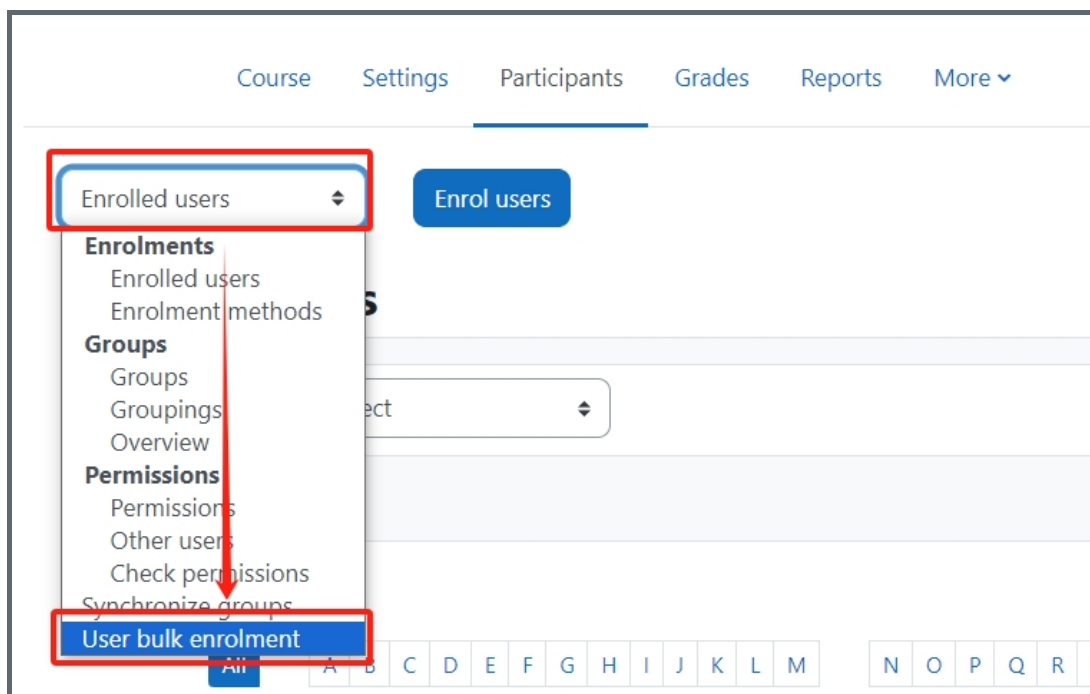 Course Settings Participants Grades Reports More
Enrolled users Enrol users
Enrolments
Enrolled users
Enrolment methods
s
Groups
Groups
Groupings
ect
Overview
Permissions
Permissions
Other users
Check permissions
Synchronize groups
User bulk enrolment
All A B C D E F G H I J K L M N O P Q R